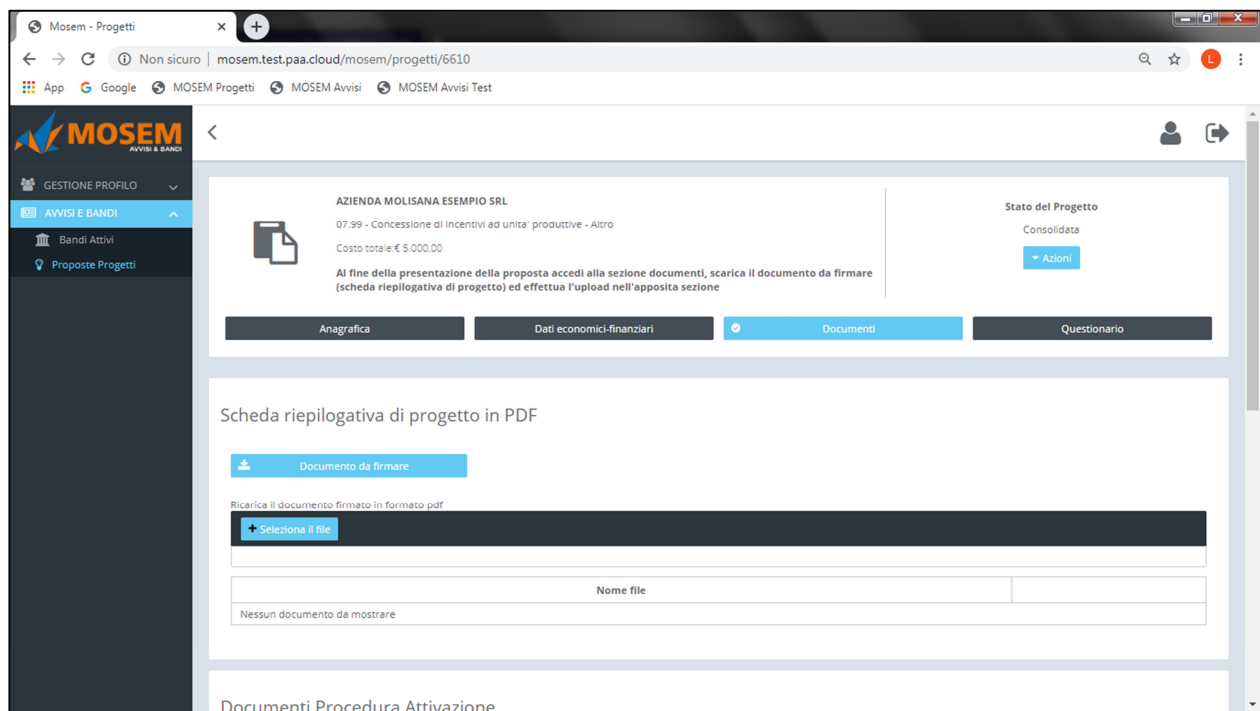 Mosem - Progetti
Non sicuro | mosem.test.paa.cloud/mosem/progetti/6610
L
App Google MOSEM Progetti MOSEM Avvisi MOSEM Avvisi Test
MOSEM
AVVISI & BANDI
GESTIONE PROFILO
AVVISI E BANDI
Bandi Attivi
Proposte Progetti
AZIENDA MOLISANA ESEMPIO SRL
07.99 - Concessione di incentivi ad unita' produttive - Altro
Costo totale:€ 5.000,00
Al fine della presentazione della proposta accedi alla sezione documenti, scarica il documento da firmare
(scheda riepilogativa di progetto) ed effettua l'upload nell'apposita sezione
Stato del Progetto
Consolidata
Azioni
Anagrafica Dati economici-finanziari Documenti Questionario
Scheda riepilogativa di progetto in PDF
Documento da firmare
Ricarica il documento firmato in formato pdf
+ Seleziona il file
Nome file
Nessun documento da mostrare
Documenti Procedura Attivazione